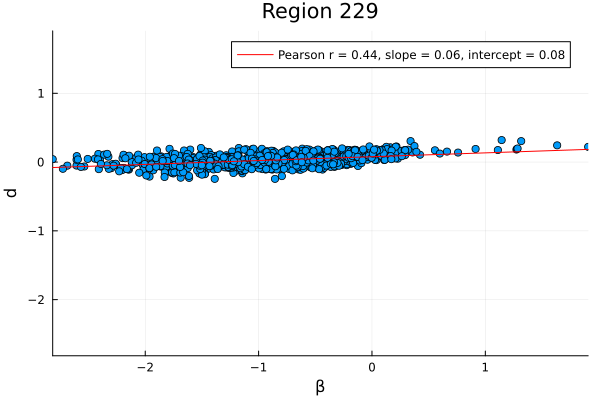 Region 229
Pearson r = 0.44, slope = 0.06, intercept = 0.08
d
1
0
−1
−2
−2
−1
0
1
β